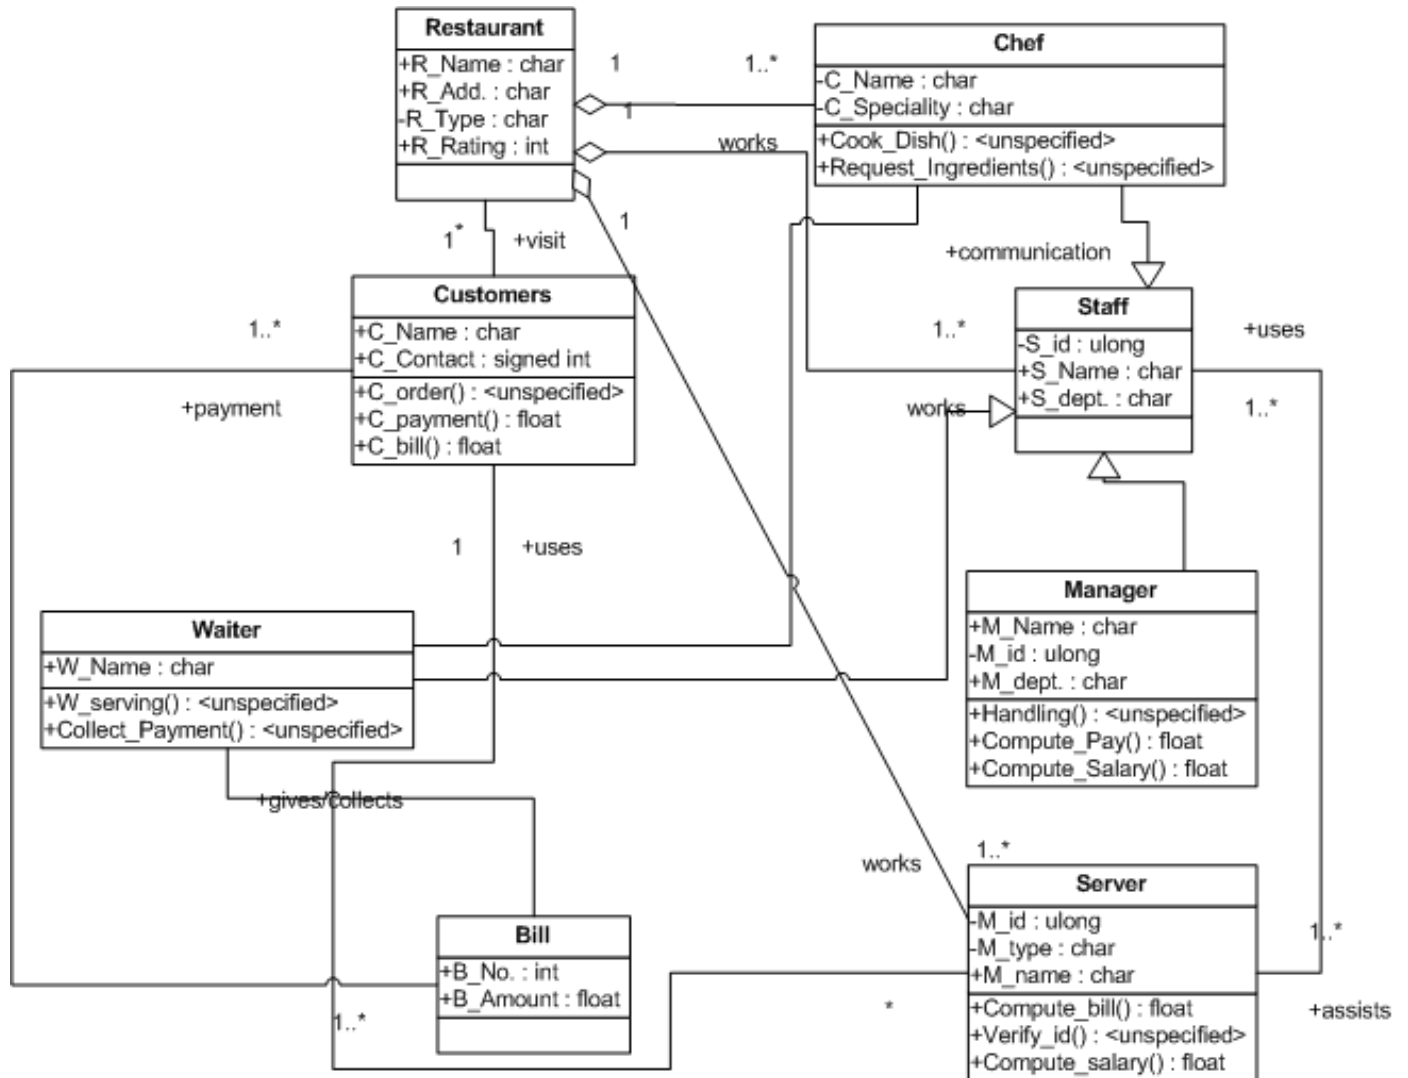 Restaurant
+R_Name : char
+R_Add. : char
-R_Type : char
+R_Rating : int
1
1..*
1
works
Chef
-C_Name : char
-C_Speciality : char
+Cook_Dish() : <unspecified>
+Request_Ingredients() : <unspecified>
1
1*
+visit
+communication
Customers
+C_Name : char
+C_Contact : signed int
+C_order() : <unspecified>
+C_payment() : float
+C_bill() : float
1..*
+payment
1..*
works
Staff
-S_id : ulong
+S_Name : char
+S_dept. : char
+uses
1..*
1
+uses
Waiter
+W_Name : char
+W_serving() : <unspecified>
+Collect_Payment() : <unspecified>
Manager
+M_Name : char
-M_id : ulong
+M_dept. : char
+Handling() : <unspecified>
+Compute_Pay() : float
+Compute_Salary() : float
+gives/collects
works
1..*
Bill
+B_No. : int
+B_Amount : float
1..*
*
Server
-M_id : ulong
-M_type : char
+M_name : char
+Compute_bill() : float
+Verify_id() : <unspecified>
+Compute_salary() : float
1..*
+assists